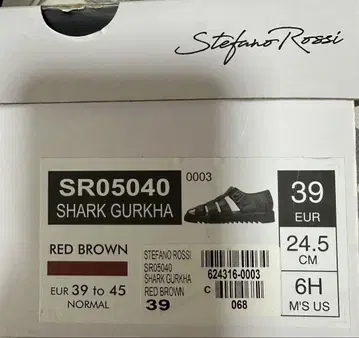 Stefano Rossi
SR05040
SHARK GURKHA
0003
39
EUR
24.5
CM
6H
M'S US
RED BROWN
EUR 39 to 45
NORMAL
STEFANO ROSSI
SR05040
SHARK GURKHA
RED BROWN
39
624316-0003
C
068